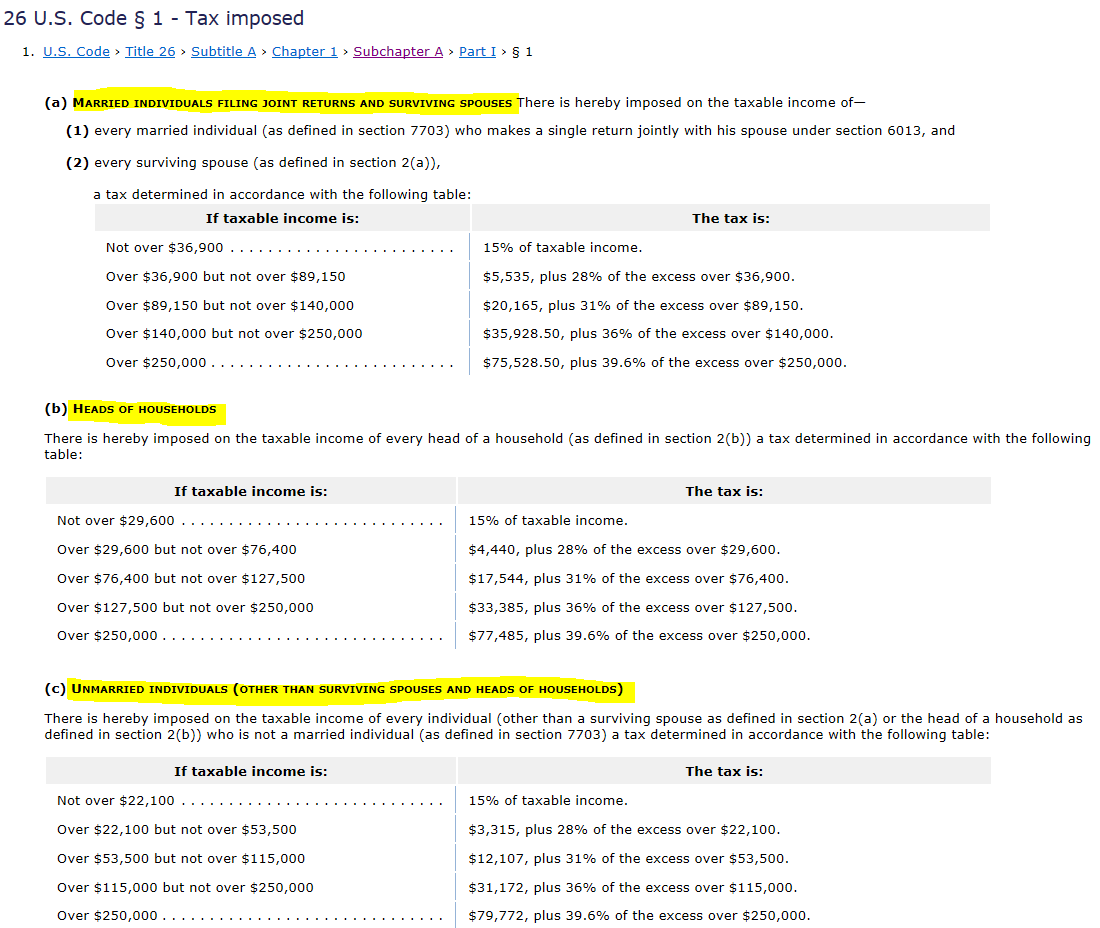 26 U.S. Code § 1 - Tax imposed
1. U.S. Code › Title 26 › Subtitle A › Chapter 1 › Subchapter A › Part I › § 1
(a) MARRIED INDIVIDUALS FILING JOINT RETURNS AND SURVIVING SPOUSES There is hereby imposed on the taxable income of—
(1) every married individual (as defined in section 7703) who makes a single return jointly with his spouse under section 6013, and
(2) every surviving spouse (as defined in section 2(a)),
a tax determined in accordance with the following table:
If taxable income is: The tax is:
Not over $36,900 . . . . . . . . . . . . . . . . . . . . . . . . 15% of taxable income.
Over $36,900 but not over $89,150 $5,535, plus 28% of the excess over $36,900.
Over $89,150 but not over $140,000 $20,165, plus 31% of the excess over $89,150.
Over $140,000 but not over $250,000 $35,928.50, plus 36% of the excess over $140,000.
Over $250,000 . . . . . . . . . . . . . . . . . . . . . . . . . . $75,528.50, plus 39.6% of the excess over $250,000.
(b) HEADS OF HOUSEHOLDS
There is hereby imposed on the taxable income of every head of a household (as defined in section 2(b)) a tax determined in accordance with the following
table:
If taxable income is: The tax is:
Not over $29,600 . . . . . . . . . . . . . . . . . . . . . . . . . . . . 15% of taxable income.
Over $29,600 but not over $76,400 $4,440, plus 28% of the excess over $29,600.
Over $76,400 but not over $127,500 $17,544, plus 31% of the excess over $76,400.
Over $127,500 but not over $250,000 $33,385, plus 36% of the excess over $127,500.
Over $250,000 . . . . . . . . . . . . . . . . . . . . . . . . . . . . . . $77,485, plus 39.6% of the excess over $250,000.
(c) UNMARRIED INDIVIDUALS (OTHER THAN SURVIVING SPOUSES AND HEADS OF HOUSEHOLDS)
There is hereby imposed on the taxable income of every individual (other than a surviving spouse as defined in section 2(a) or the head of a household as
defined in section 2(b)) who is not a married individual (as defined in section 7703) a tax determined in accordance with the following table:
If taxable income is: The tax is:
Not over $22,100 . . . . . . . . . . . . . . . . . . . . . . . . . . . . 15% of taxable income.
Over $22,100 but not over $53,500 $3,315, plus 28% of the excess over $22,100.
Over $53,500 but not over $115,000 $12,107, plus 31% of the excess over $53,500.
Over $115,000 but not over $250,000 $31,172, plus 36% of the excess over $115,000.
Over $250,000 . . . . . . . . . . . . . . . . . . . . . . . . . . . . . . $79,772, plus 39.6% of the excess over $250,000.